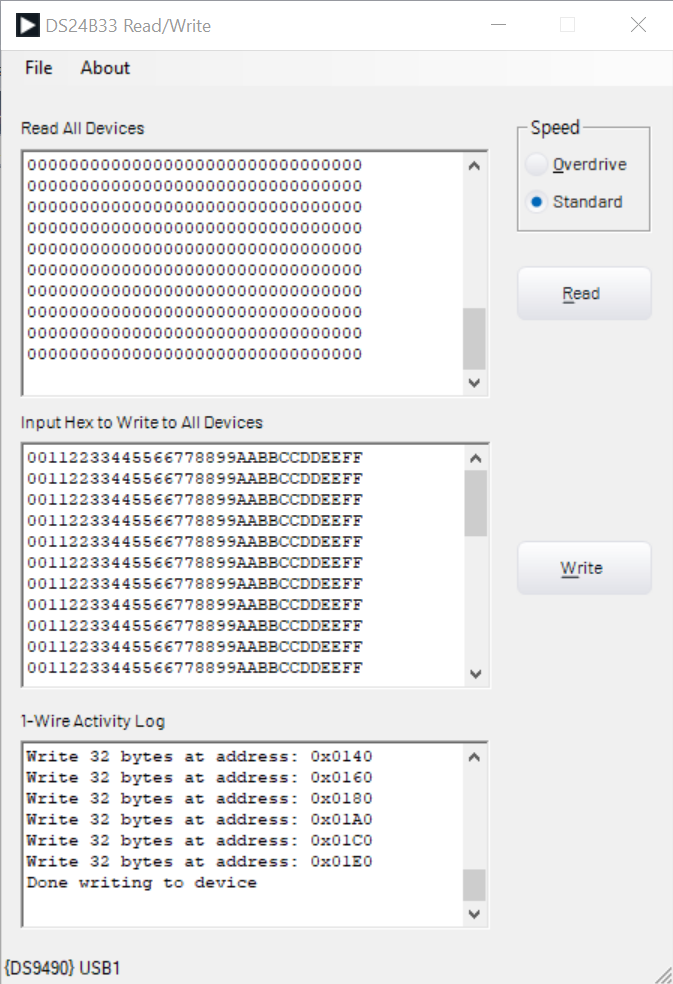 DS24B33 Read/Write
File About
Read All Devices
00000000000000000000000000000000
00000000000000000000000000000000
00000000000000000000000000000000
00000000000000000000000000000000
00000000000000000000000000000000
00000000000000000000000000000000
00000000000000000000000000000000
00000000000000000000000000000000
00000000000000000000000000000000
00000000000000000000000000000000
Speed
Overdrive
Standard
Read
Input Hex to Write to All Devices
00112233445566778899AABBCCDDEEFF
00112233445566778899AABBCCDDEEFF
00112233445566778899AABBCCDDEEFF
00112233445566778899AABBCCDDEEFF
00112233445566778899AABBCCDDEEFF
00112233445566778899AABBCCDDEEFF
00112233445566778899AABBCCDDEEFF
00112233445566778899AABBCCDDEEFF
00112233445566778899AABBCCDDEEFF
00112233445566778899AABBCCDDEEFF
00112233445566778899AABBCCDDEEFF
Write
1-Wire Activity Log
Write 32 bytes at address: 0x0140
Write 32 bytes at address: 0x0160
Write 32 bytes at address: 0x0180
Write 32 bytes at address: 0x01A0
Write 32 bytes at address: 0x01C0
Write 32 bytes at address: 0x01E0
Done writing to device
{DS9490} USB1